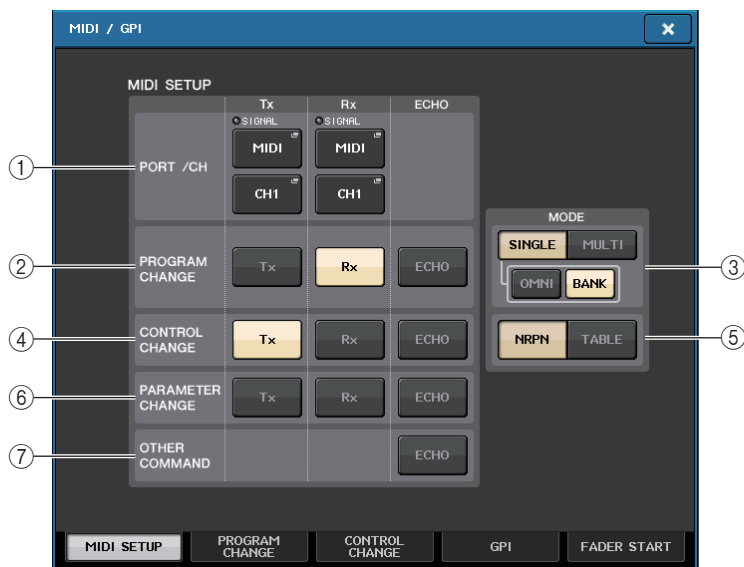 MIDI / GPI
×
MIDI SETUP
Tx Rx ECHO
SIGNAL SIGNAL
① PORT /CH MIDI MIDI
CH1 CH1
MODE
SINGLE MULTI
② PROGRAM CHANGE Tx Rx ECHO
③
OMNI BANK
④ CONTROL CHANGE Tx Rx ECHO
NRPN TABLE ⑤
⑥ PARAMETER CHANGE Tx Rx ECHO
⑦ OTHER COMMAND ECHO
MIDI SETUP PROGRAM CHANGE CONTROL CHANGE GPI FADER START